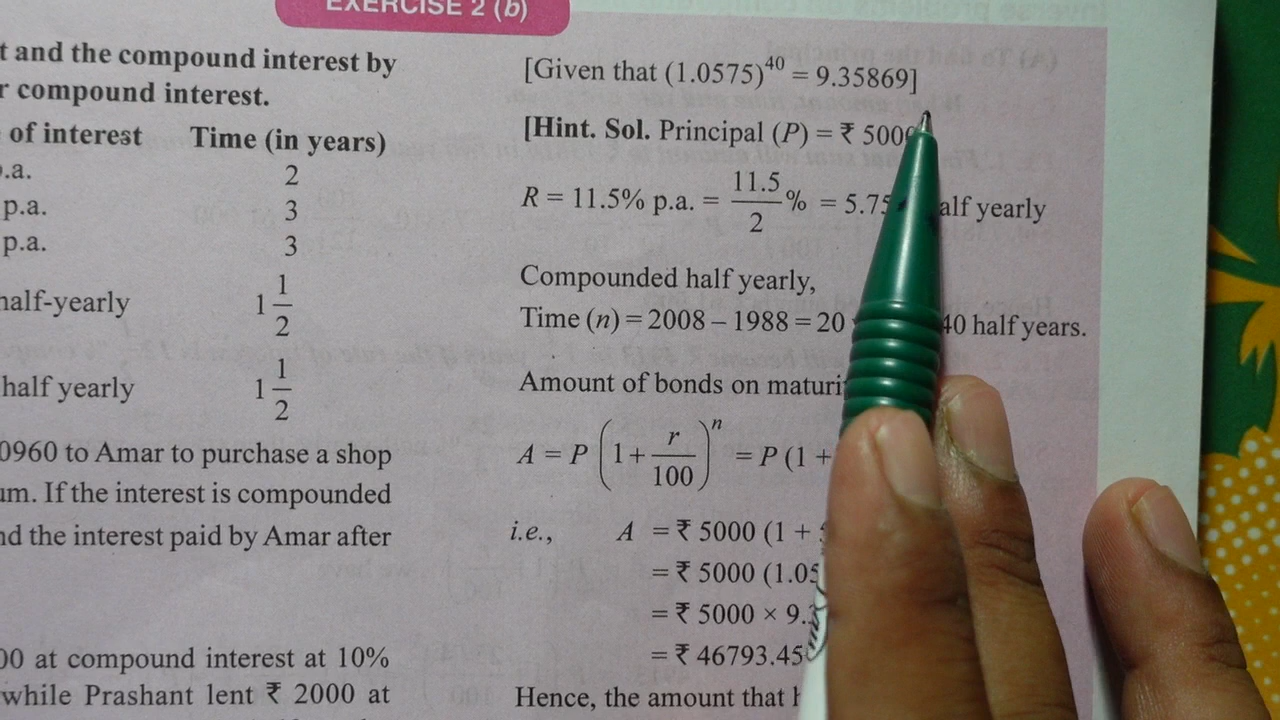 EXERCISE 2 (b)
t and the compound interest by
r compound interest.
of interest Time (in years)
.a. 2
p.a. 3
p.a. 3
half-yearly 1 1/2
half yearly 1 1/2
0960 to Amar to purchase a shop
um. If the interest is compounded
nd the interest paid by Amar after
00 at compound interest at 10%
while Prashant lent ₹ 2000 at
[Given that (1.0575)^40 = 9.35869]
[Hint. Sol. Principal (P) = ₹ 5000
R = 11.5% p.a. = 11.5/2 % = 5.75 alf yearly
Compounded half yearly,
Time (n) = 2008 – 1988 = 20 40 half years.
Amount of bonds on maturi
A = P (1 + r/100)^n = P (1 +
i.e., A = ₹ 5000 (1 +
= ₹ 5000 (1.05
= ₹ 5000 × 9.3
= ₹ 46793.45
Hence, the amount that h